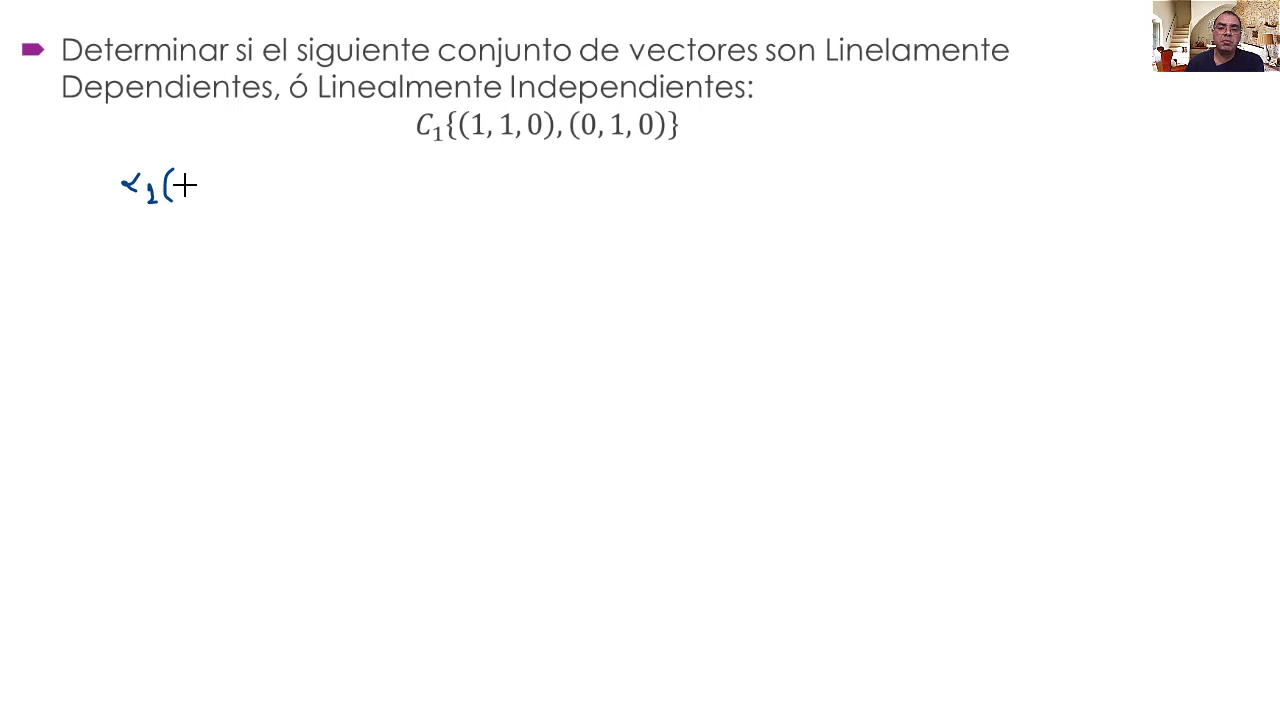 Determinar si el siguiente conjunto de vectores son Linelamente
Dependientes, ó Linealmente Independientes:
C₁{(1, 1, 0), (0, 1, 0)}
α₁(